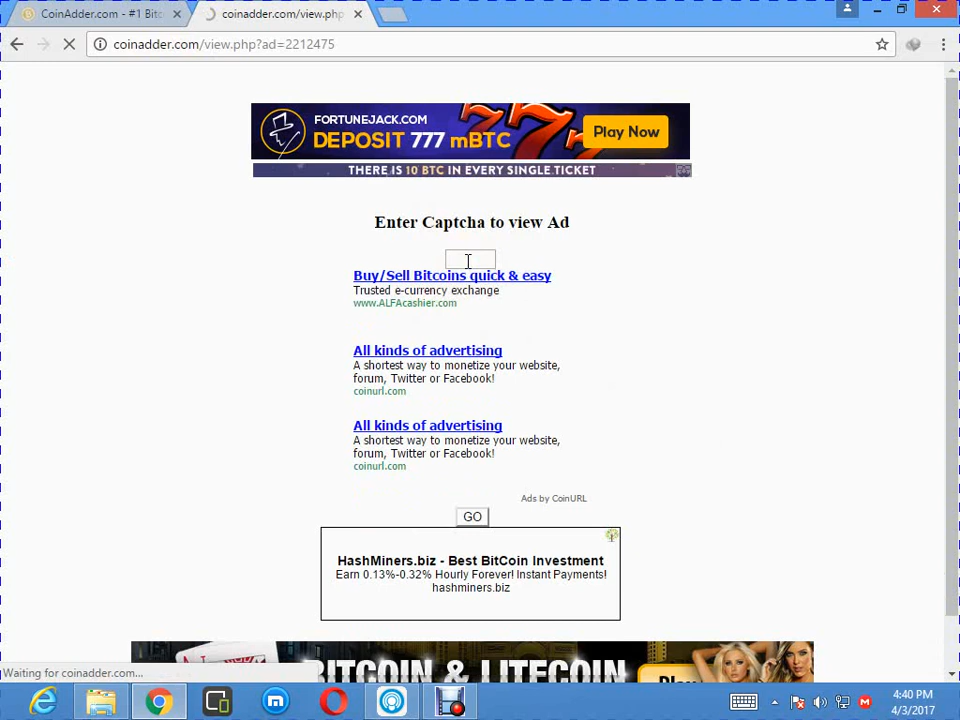 CoinAdder.com - #1 Bitc
coinadder.com/view.php
coinadder.com/view.php?ad=2212475
FORTUNEJACK.COM
DEPOSIT 777 mBTC
Play Now
THERE IS 10 BTC IN EVERY SINGLE TICKET
Enter Captcha to view Ad
Buy/Sell Bitcoins quick & easy
Trusted e-currency exchange
www.ALFAcashier.com
All kinds of advertising
A shortest way to monetize your website,
forum, Twitter or Facebook!
coinurl.com
All kinds of advertising
A shortest way to monetize your website,
forum, Twitter or Facebook!
coinurl.com
Ads by CoinURL
GO
HashMiners.biz - Best BitCoin Investment
Earn 0.13%-0.32% Hourly Forever! Instant Payments!
hashminers.biz
BITCOIN & LITECOIN
Play
Waiting for coinadder.com...
4:40 PM
4/3/2017